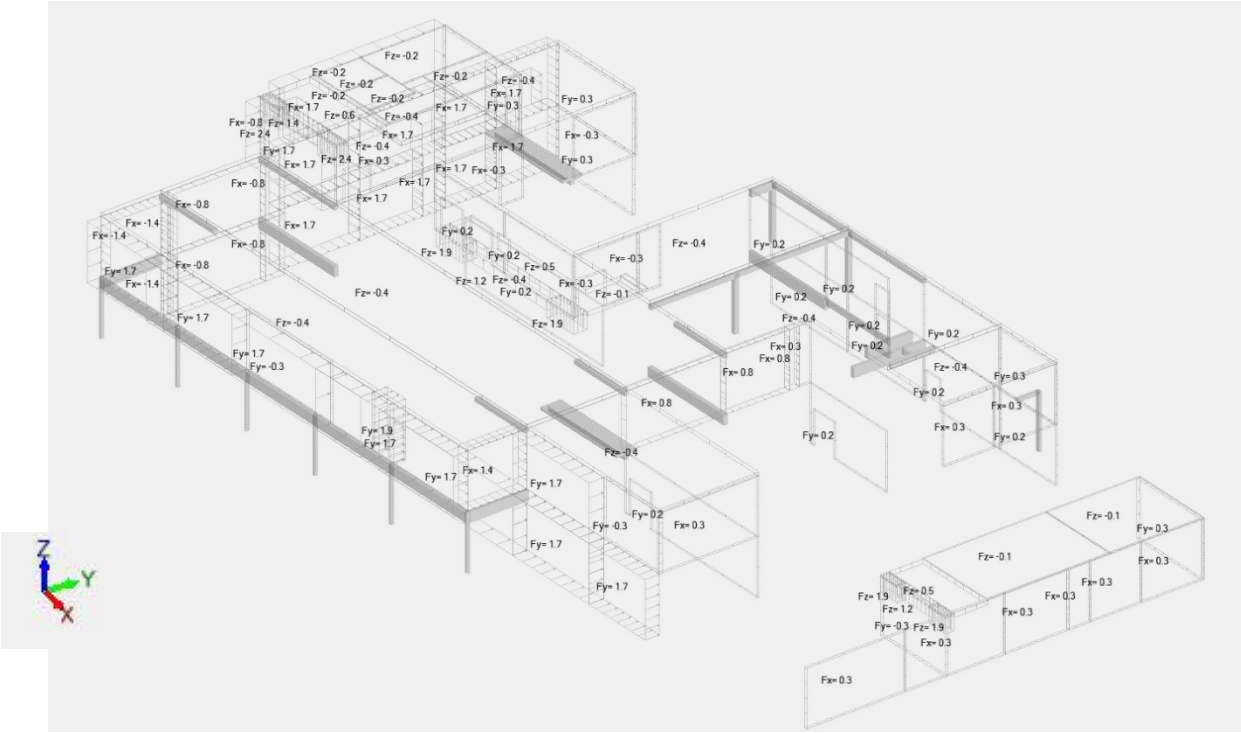 Fz= -0.2
Fz= -0.2
Fz= -0.2
Fz= -0.2
Fz= -0.4
Fz= -0.2
Fz= -0.2
Fx= 1.7
Fx= 1.7
Fx= 1.7
Fy= 0.3
Fy= 0.3
Fz= 0.6
Fz= -0.4
Fx= -0.8
Fz= 1.4
Fz= 2.4
Fx= 1.7
Fx= -0.3
Fz= -0.4
Fx= 1.7
Fy= 1.7
Fz= 2.4
Fx= 0.3
Fy= 0.3
Fx= 1.7
Fx= 1.7
Fx= -0.3
Fx= -0.8
Fx= 1.7
Fx= 1.7
Fx= -0.8
Fx= -1.4
Fx= 1.7
Fx= -1.4
Fx= -0.8
Fy= 0.2
Fz= -0.4
Fy= 0.2
Fz= 1.9
Fy= 0.2
Fx= -0.3
Fx= -0.8
Fz= 0.5
Fy= 1.7
Fx= -1.4
Fz= 1.2
Fz= -0.4
Fx= -0.3
Fy= 0.2
Fz= -0.1
Fz= -0.4
Fy= 0.2
Fy= 0.2
Fy= 1.7
Fz= -0.4
Fz= 1.9
Fz= -0.4
Fy= 0.2
Fy= 0.2
Fy= 0.2
Fx= 0.3
Fx= 0.8
Fy= 1.7
Fy= -0.3
Fx= 0.8
Fz= -0.4
Fy= 0.3
Fy= 0.2
Fx= 0.8
Fx= 0.3
Fx= 0.3
Fy= 1.9
Fy= 1.7
Fy= 0.2
Fy= 0.2
Fz= -0.4
Fy= 1.7
Fx= 1.4
Fy= 1.7
Fy= 0.2
Fy= -0.3
Fx= 0.3
Fz= -0.1
Fy= 0.3
Fy= 1.7
Fz= -0.1
Fx= 0.3
Fx= 0.3
Fy= 1.7
Fz= 1.9
Fz= 0.5
Fx= 0.3
Fz= 1.2
Fx= 0.3
Fy= -0.3
Fz= 1.9
Fx= 0.3
Fx= 0.3
Z
Y
X